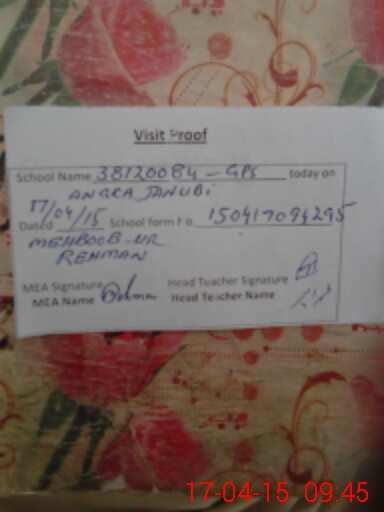 Visit Proof
School Name 38120084 - GPS today on
ANGRA JANUBI
17/04/15
Dated School form No. 150417094295
MEHBOOB-UR
REHMAN
MEA Signature Head Teacher Signature
MEA Name Head Teacher Name
17-04-15 09:45